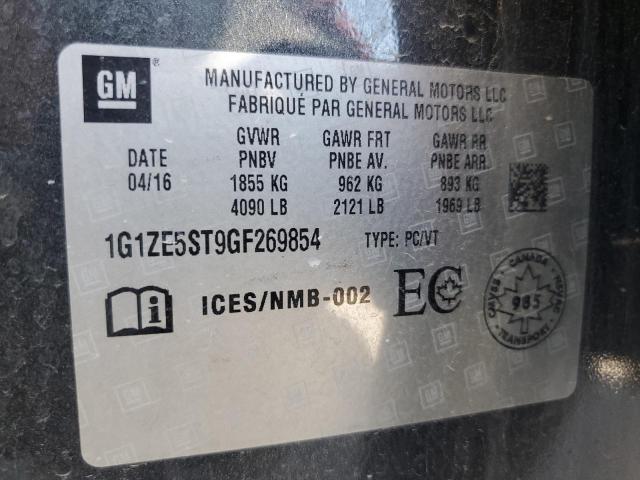 GM ®
MANUFACTURED BY GENERAL MOTORS LLC
FABRIQUÉ PAR GENERAL MOTORS LLC
GVWR GAWR FRT GAWR RR
DATE PNBV PNBE AV. PNBE ARR.
04/16 1855 KG 962 KG 893 KG
4090 LB 2121 LB 1969 LB
1G1ZE5ST9GF269854 TYPE: PC/VT
i ICES/NMB-002 EC
CANADA
985
TRANSPORT